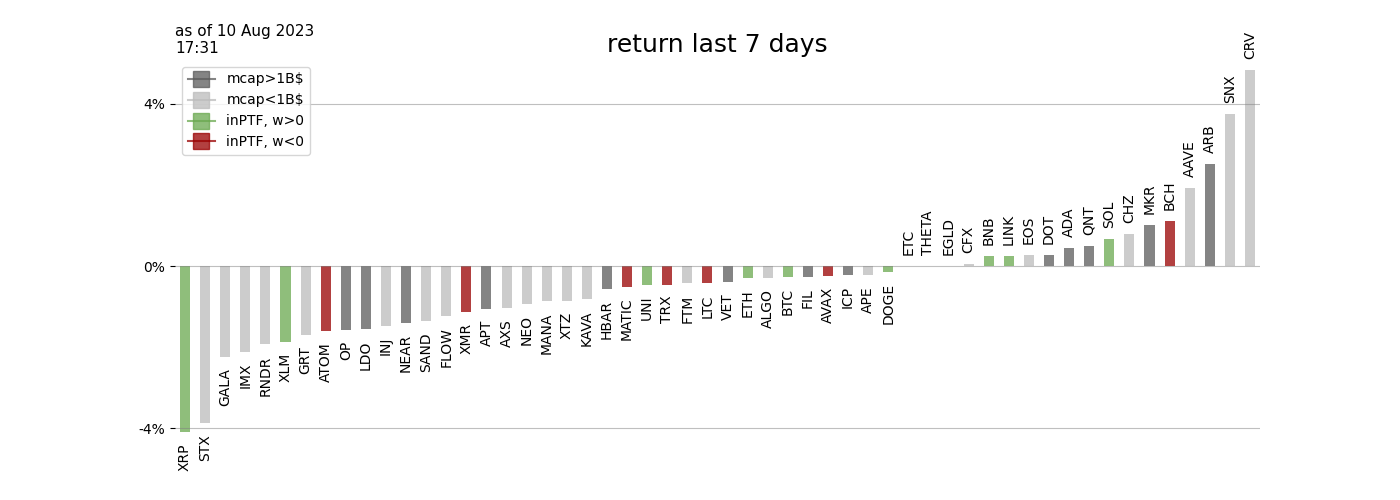 as of 10 Aug 2023
17:31
return last 7 days
mcap>1B$
mcap<1B$
inPTF, w>0
inPTF, w<0
4%
0%
-4%
XRP
STX
GALA
IMX
RNDR
XLM
GRT
ATOM
OP
LDO
INJ
NEAR
SAND
FLOW
XMR
APT
AXS
NEO
MANA
XTZ
KAVA
HBAR
MATIC
UNI
TRX
FTM
LTC
VET
ETH
ALGO
BTC
FIL
AVAX
ICP
APE
DOGE
ETC
THETA
EGLD
CFX
BNB
LINK
EOS
DOT
ADA
QNT
SOL
CHZ
MKR
BCH
AAVE
ARB
SNX
CRV